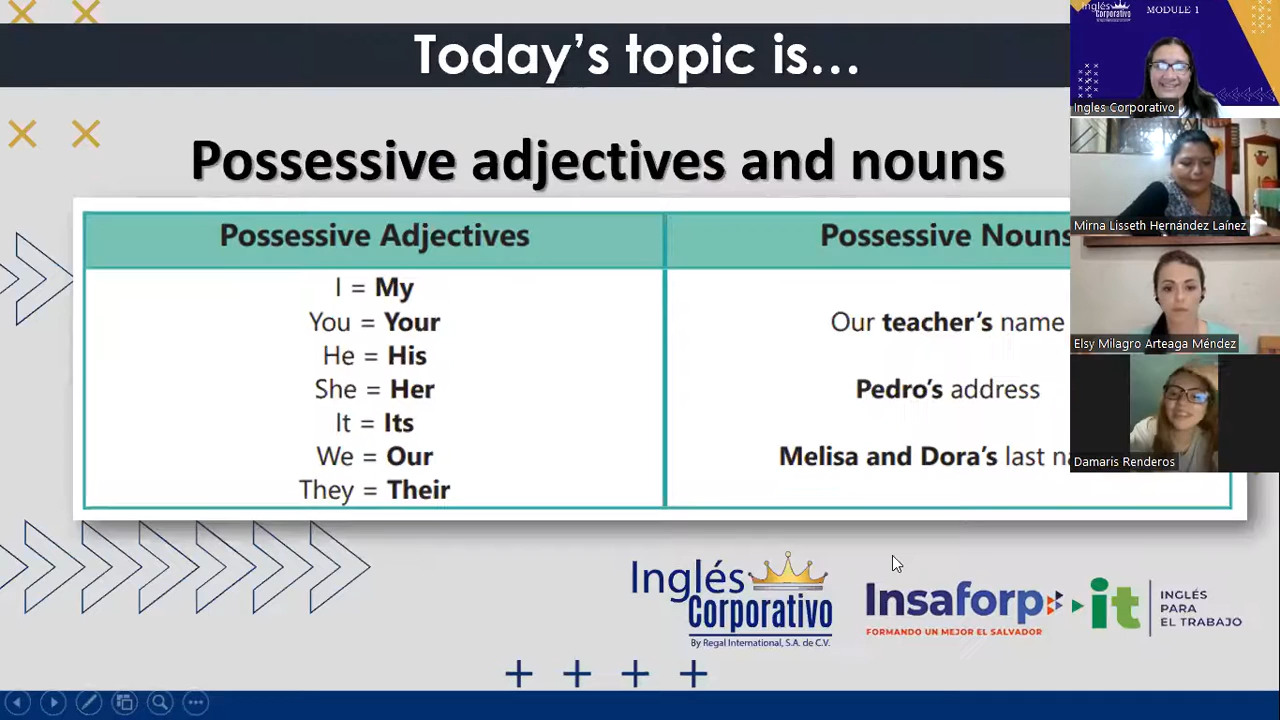 Today's topic is...
Possessive adjectives and nouns
Possessive Adjectives
I = My
You = Your
He = His
She = Her
It = Its
We = Our
They = Their
Possessive Nouns
Our teacher's name
Pedro's address
Melisa and Dora's last
Inglés
Corporativo
By Regal International, S.A. de C.V.
Insaforp
FORMANDO UN MEJOR EL SALVADOR
it
INGLÉS
PARA
EL TRABAJO
Inglés
Corporativo
MODULE 1
Ingles Corporativo
Mirna Lisseth Hernández Laínez
Elsy Milagro Arteaga Méndez
Damaris Renderos